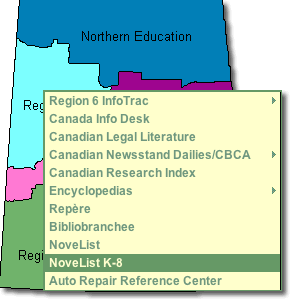 Northern Education
Reg
Region 6 InfoTrac
Canada Info Desk
Canadian Legal Literature
Canadian Newsstand Dailies/CBCA
Canadian Research Index
Encyclopedias
Repère
Bibliobranchee
NoveList
Regi
NoveList K-8
Auto Repair Reference Center